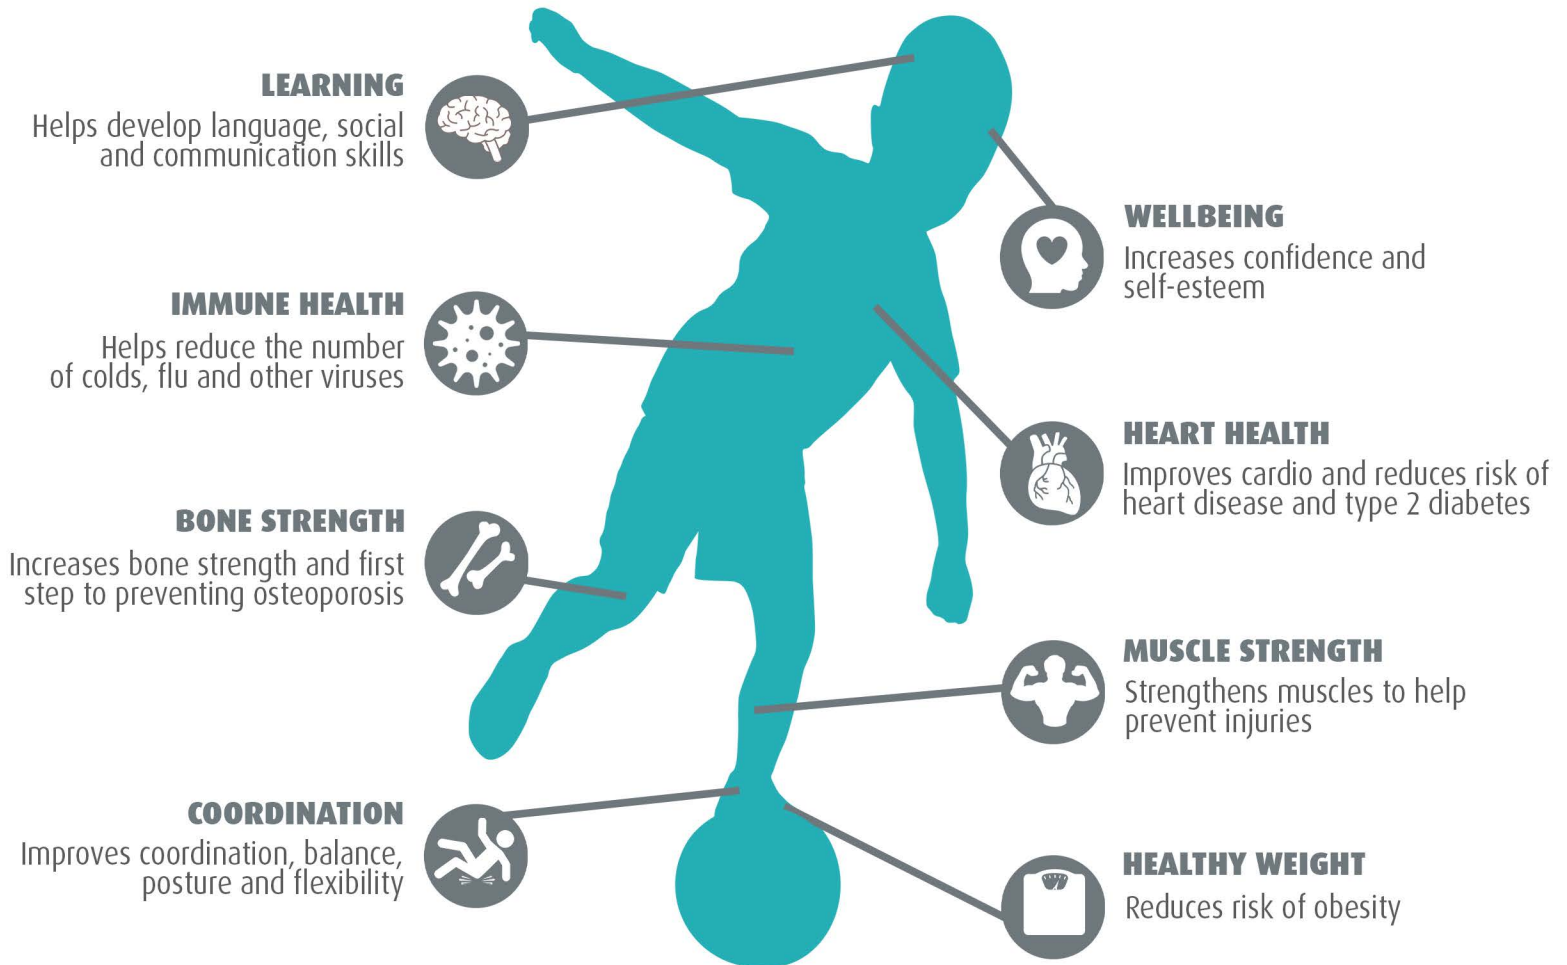 LEARNING
Helps develop language, social
and communication skills
IMMUNE HEALTH
Helps reduce the number
of colds, flu and other viruses
BONE STRENGTH
Increases bone strength and first
step to preventing osteoporosis
COORDINATION
Improves coordination, balance,
posture and flexibility
WELLBEING
Increases confidence and
self-esteem
HEART HEALTH
Improves cardio and reduces risk of
heart disease and type 2 diabetes
MUSCLE STRENGTH
Strengthens muscles to help
prevent injuries
HEALTHY WEIGHT
Reduces risk of obesity